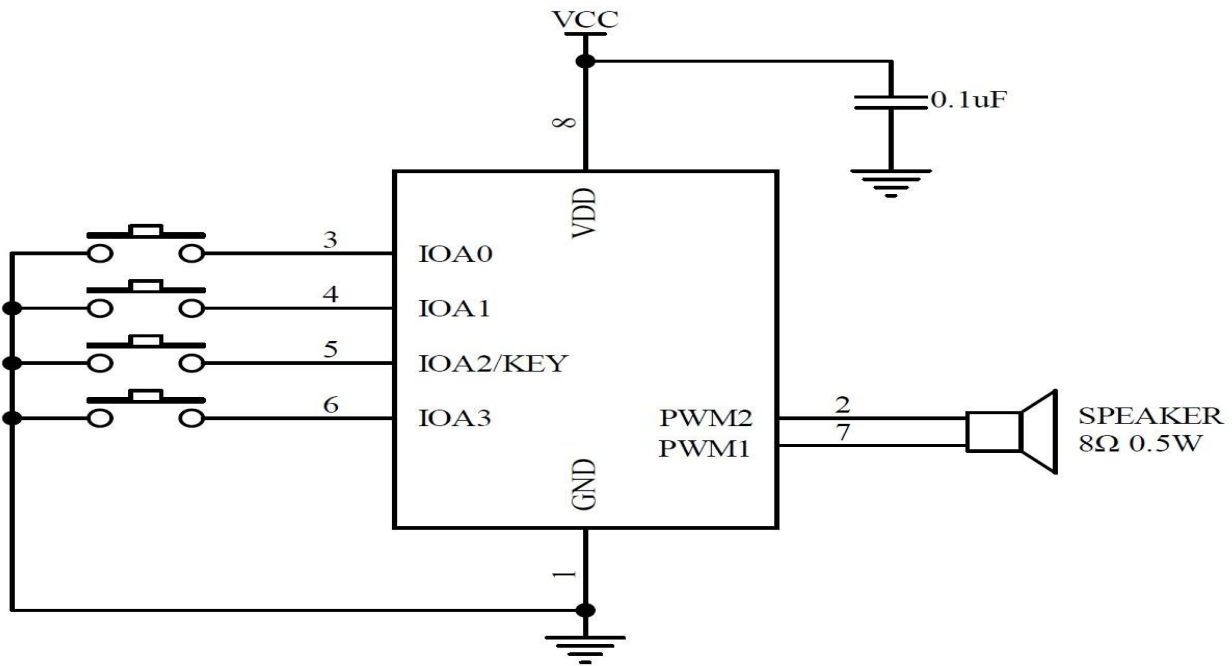 VCC
0.1uF
8
VDD
3
IOA0
4
IOA1
5
IOA2/KEY
6
IOA3
PWM2
2
PWM1
7
SPEAKER
8Ω 0.5W
GND
1